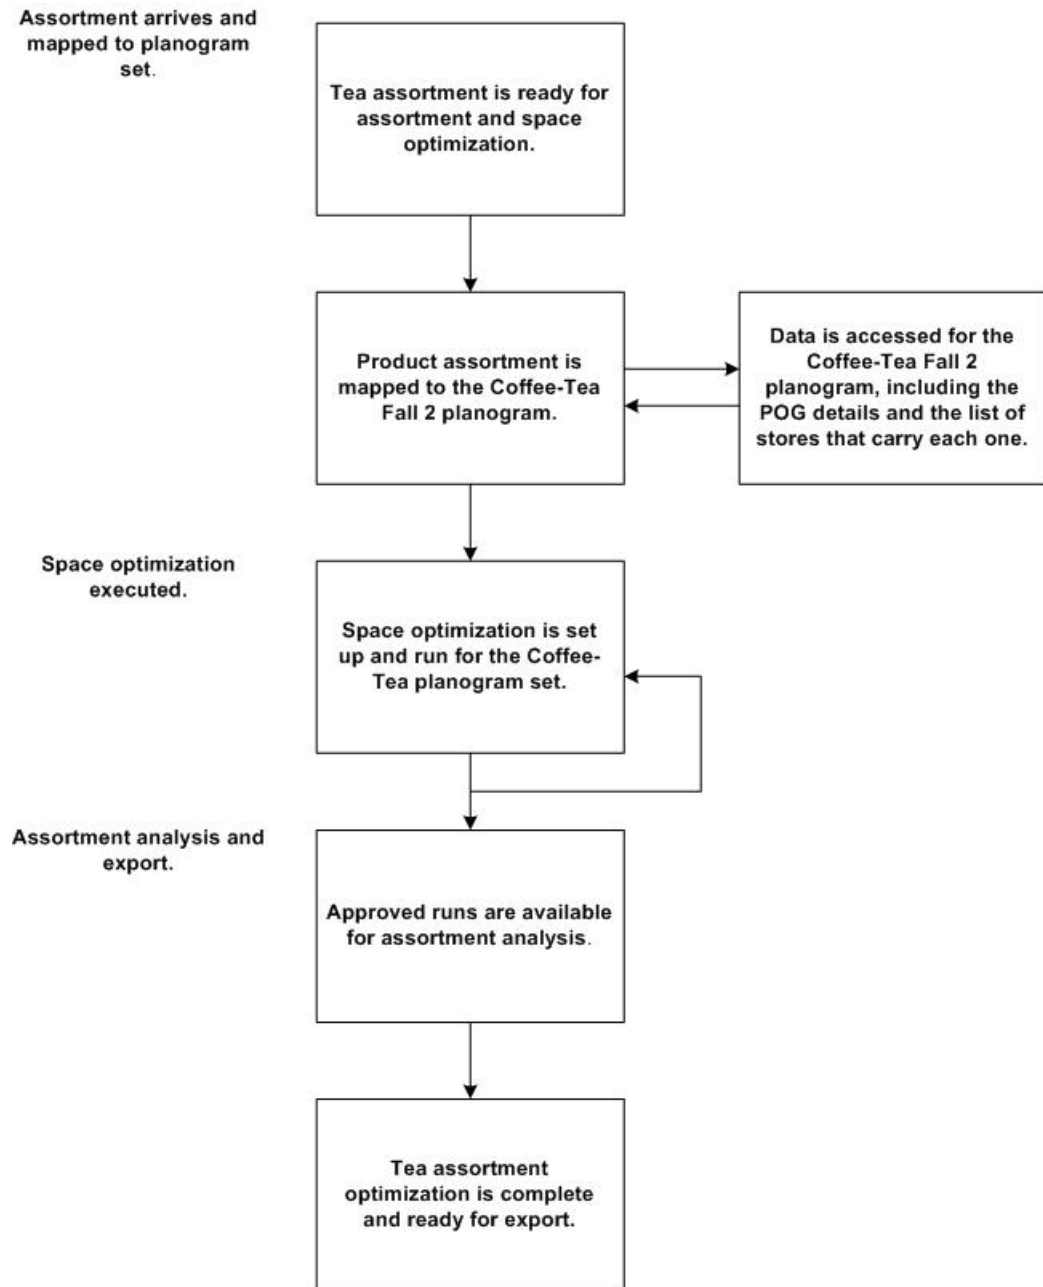 Assortment arrives and
mapped to planogram
set.
Tea assortment is ready for
assortment and space
optimization.
Product assortment is
mapped to the Coffee-Tea
Fall 2 planogram.
Data is accessed for the
Coffee-Tea Fall 2
planogram, including the
POG details and the list of
stores that carry each one.
Space optimization
executed.
Space optimization is set
up and run for the Coffee-
Tea planogram set.
Assortment analysis and
export.
Approved runs are available
for assortment analysis.
Tea assortment
optimization is complete
and ready for export.